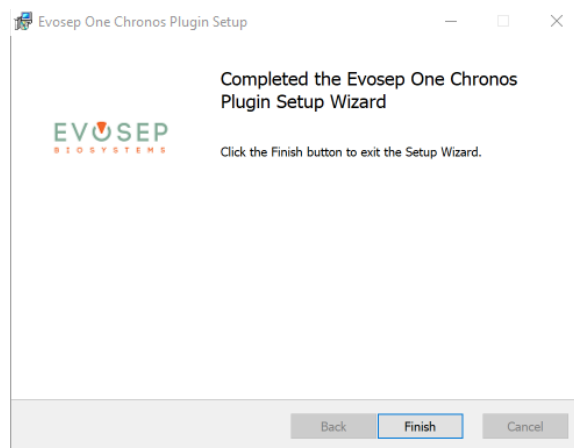 Evosep One Chronos Plugin Setup
Completed the Evosep One Chronos
Plugin Setup Wizard
EVOSEP
BIOSYSTEMS
Click the Finish button to exit the Setup Wizard.
Back
Finish
Cancel